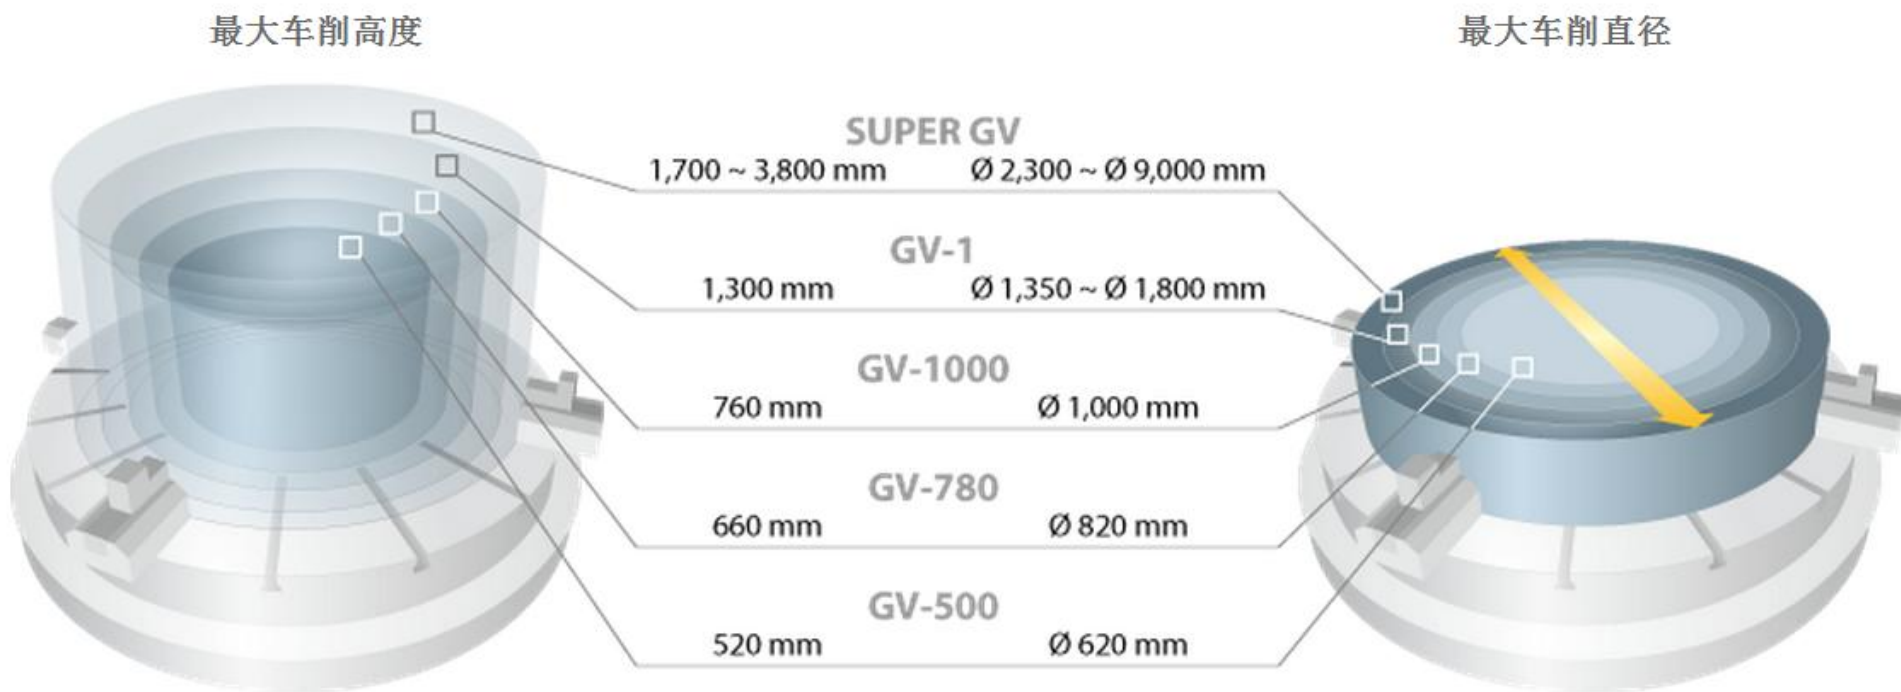 最大车削高度
最大车削直径
SUPER GV
1,700 ~ 3,800 mm Ø 2,300 ~ Ø 9,000 mm
GV-1
1,300 mm Ø 1,350 ~ Ø 1,800 mm
GV-1000
760 mm Ø 1,000 mm
GV-780
660 mm Ø 820 mm
GV-500
520 mm Ø 620 mm